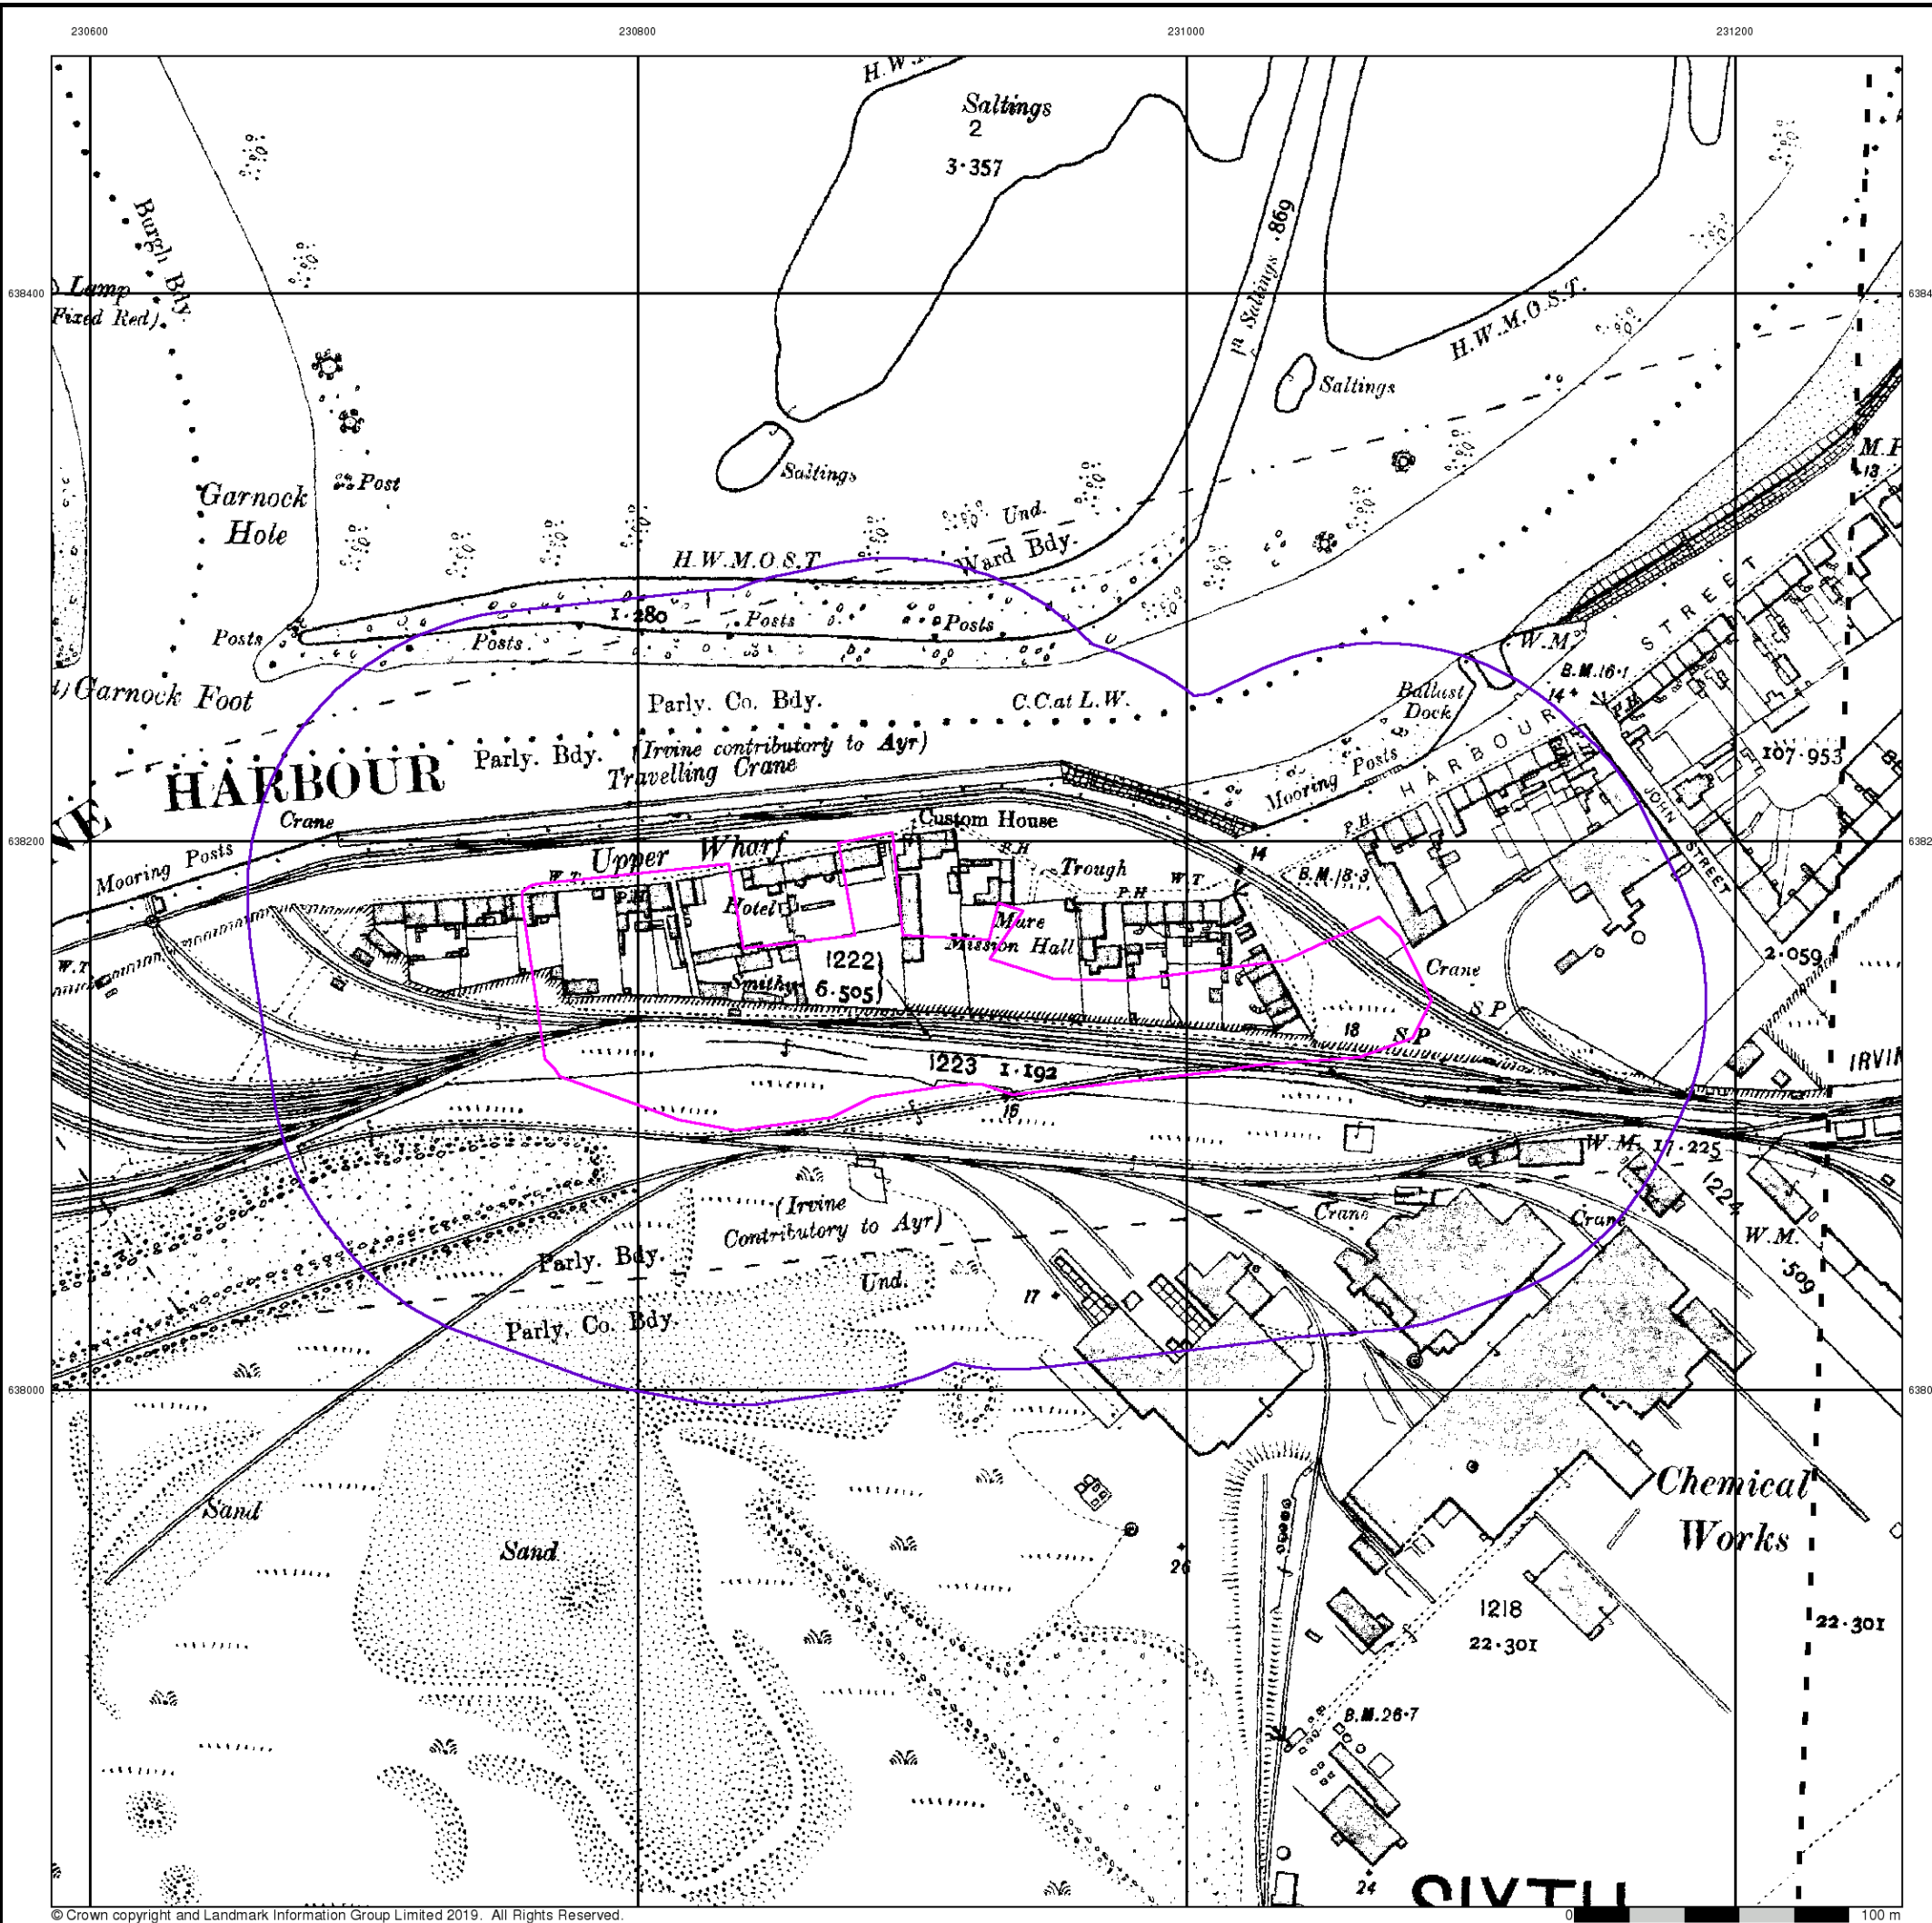 230600
230800
231000
231200
H.W.
Saltings
2
3·357
Burgh Bdy.
Saltings ·869
638400
Lamp
Fixed Red).
H.W.M.O.S.T.
Saltings
Saltings
Post
Garnock
Hole
13
Und.
Ward Bdy.
H.W.M.O.S.T
1·280
Posts
Posts
Posts
Posts
STREET
W.M.
B.M.16·1
14
P.H
Garnock Foot
Parly. Co. Bdy.
C.C. at L.W.
Ballast
Dock
HARBOUR
107·953
HARBOUR
Parly. Bdy.
(Irvine contributory to Ayr)
Travelling Crane
Mooring Posts
JOHN STREET
Crane
Custom House
P.H
638200
Mooring Posts
Upper Wharf
B.H
14
Trough
B.M.18·3
W.T.
P.H
P.H
W.T
Hotel
Mure
Mission Hall
W.T.
1222
6·505
Smithy
Crane
2·059
S.P
18
S.P
1223 1·192
16
IRVIN
W.M.
17·225
1224
W.M.
·509
(Irvine
Contributory to Ayr)
Crane
Crane
Parly. Bdy.
Und.
17
Parly. Co. Bdy.
638000
Sand
Sand
26
Chemical
Works
1218
22·301
22·301
B.M.26·7
24
SIXTH
© Crown copyright and Landmark Information Group Limited 2019. All Rights Reserved.
0
100 m